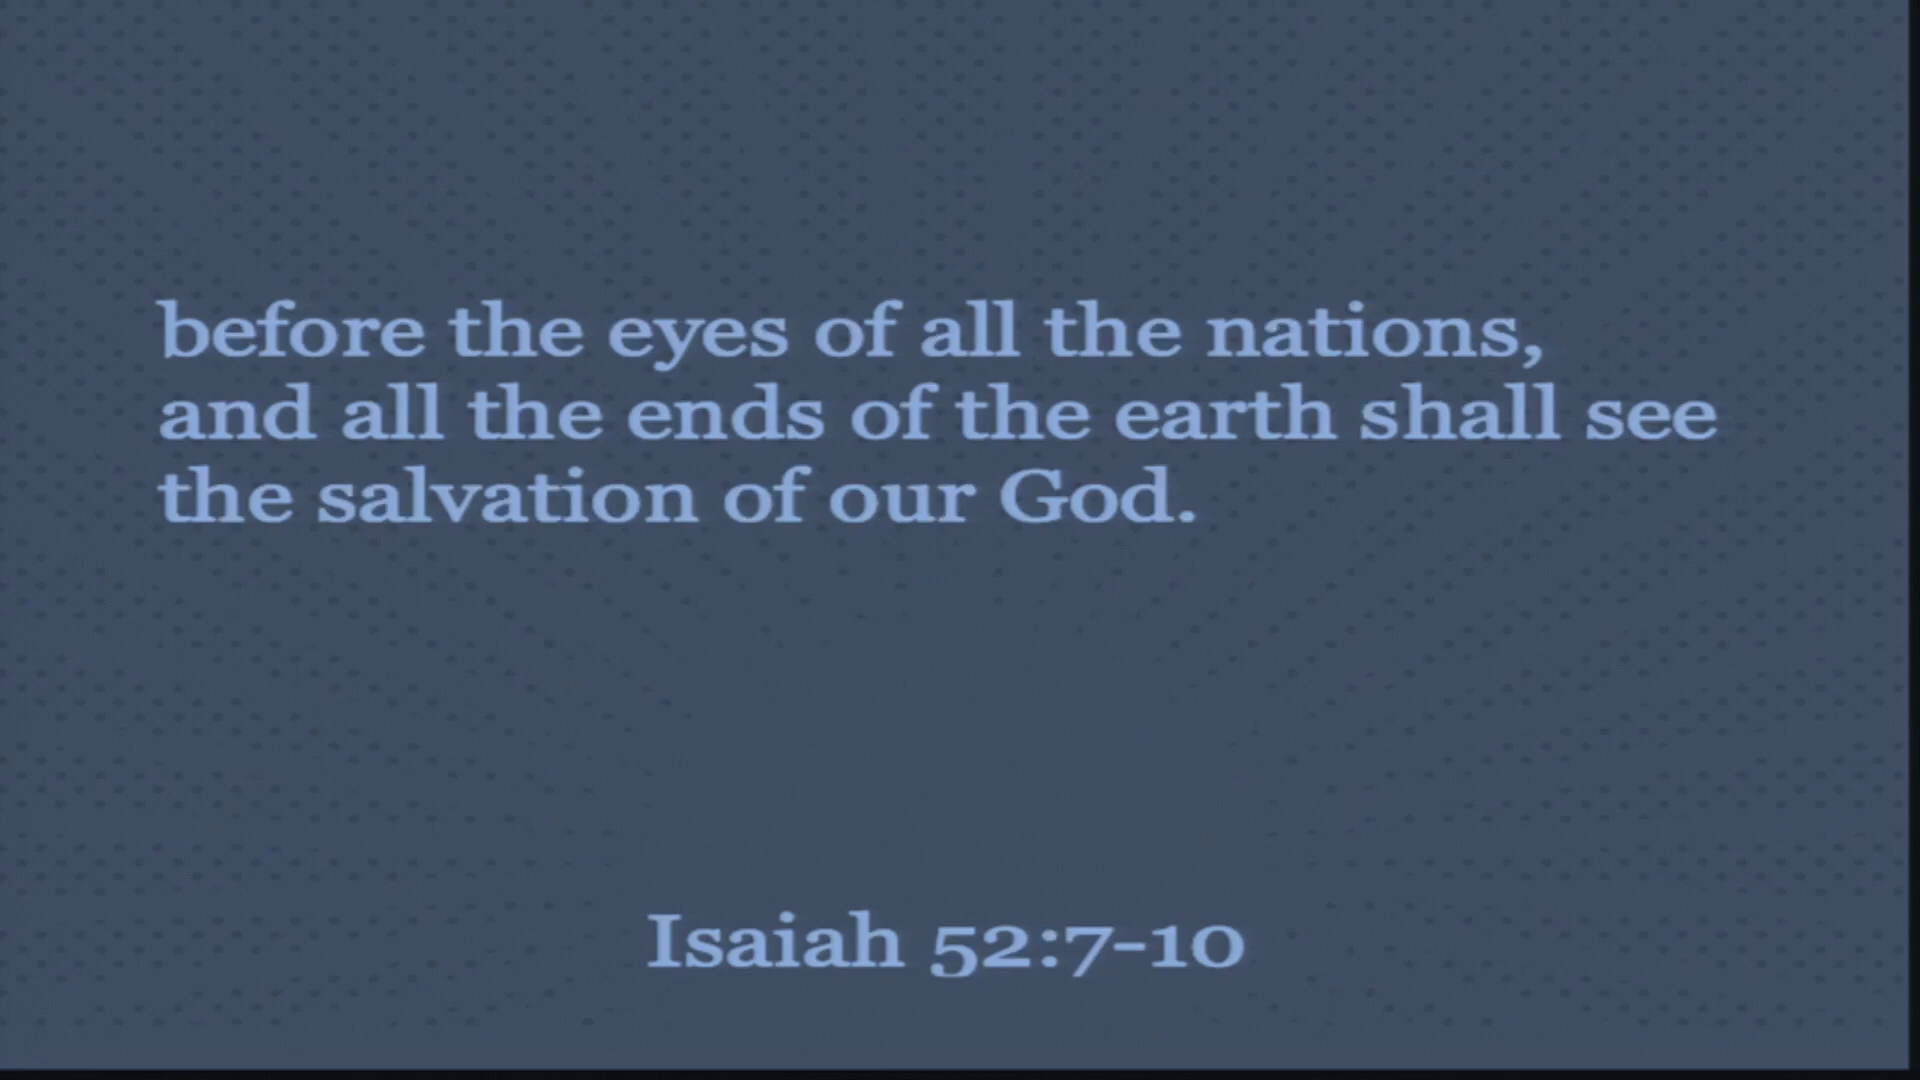 before the eyes of all the nations,
and all the ends of the earth shall see
the salvation of our God.
Isaiah 52:7-10